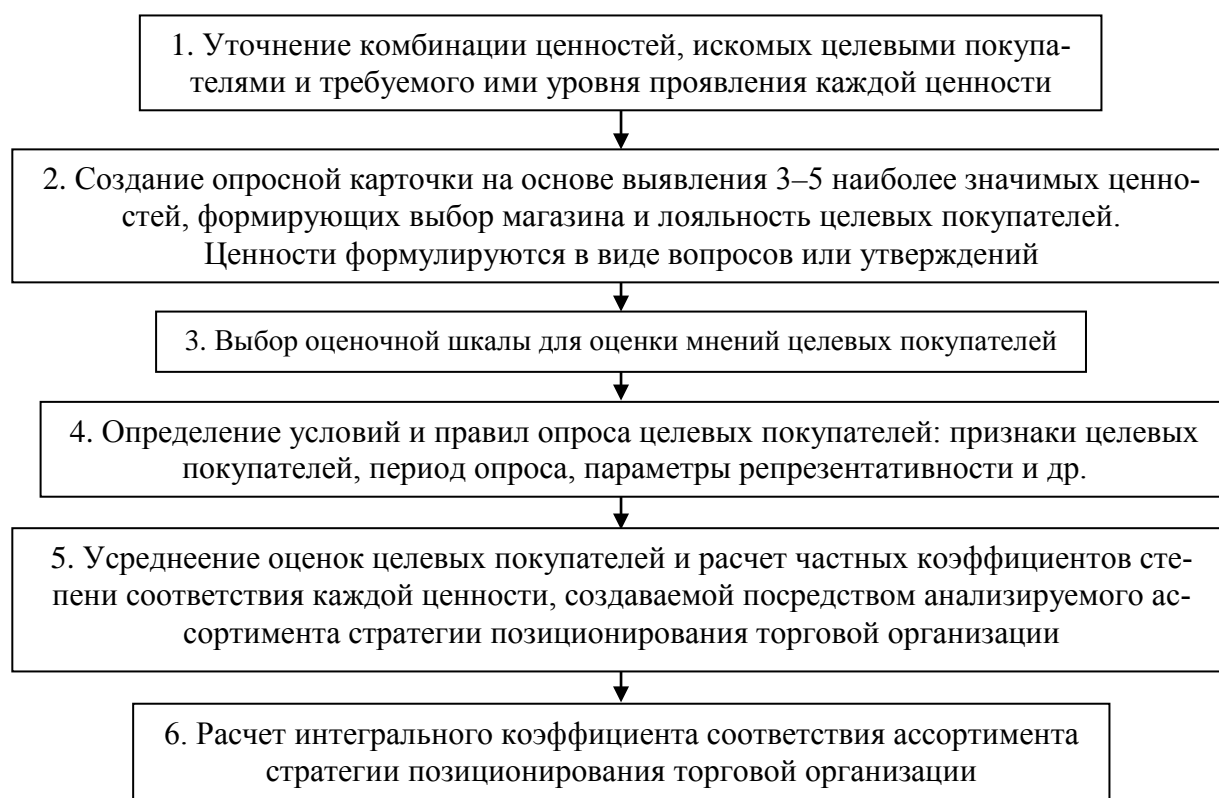 1. Уточнение комбинации ценностей, искомых целевыми покупа-
телями и требуемого ими уровня проявления каждой ценности
2. Создание опросной карточки на основе выявления 3–5 наиболее значимых ценно-
стей, формирующих выбор магазина и лояльность целевых покупателей.
Ценности формулируются в виде вопросов или утверждений
3. Выбор оценочной шкалы для оценки мнений целевых покупателей
4. Определение условий и правил опроса целевых покупателей: признаки целевых
покупателей, период опроса, параметры репрезентативности и др.
5. Усреднеение оценок целевых покупателей и расчет частных коэффициентов сте-
пени соответствия каждой ценности, создаваемой посредством анализируемого ас-
сортимента стратегии позиционирования торговой организации
6. Расчет интегрального коэффициента соответствия ассортимента
стратегии позиционирования торговой организации